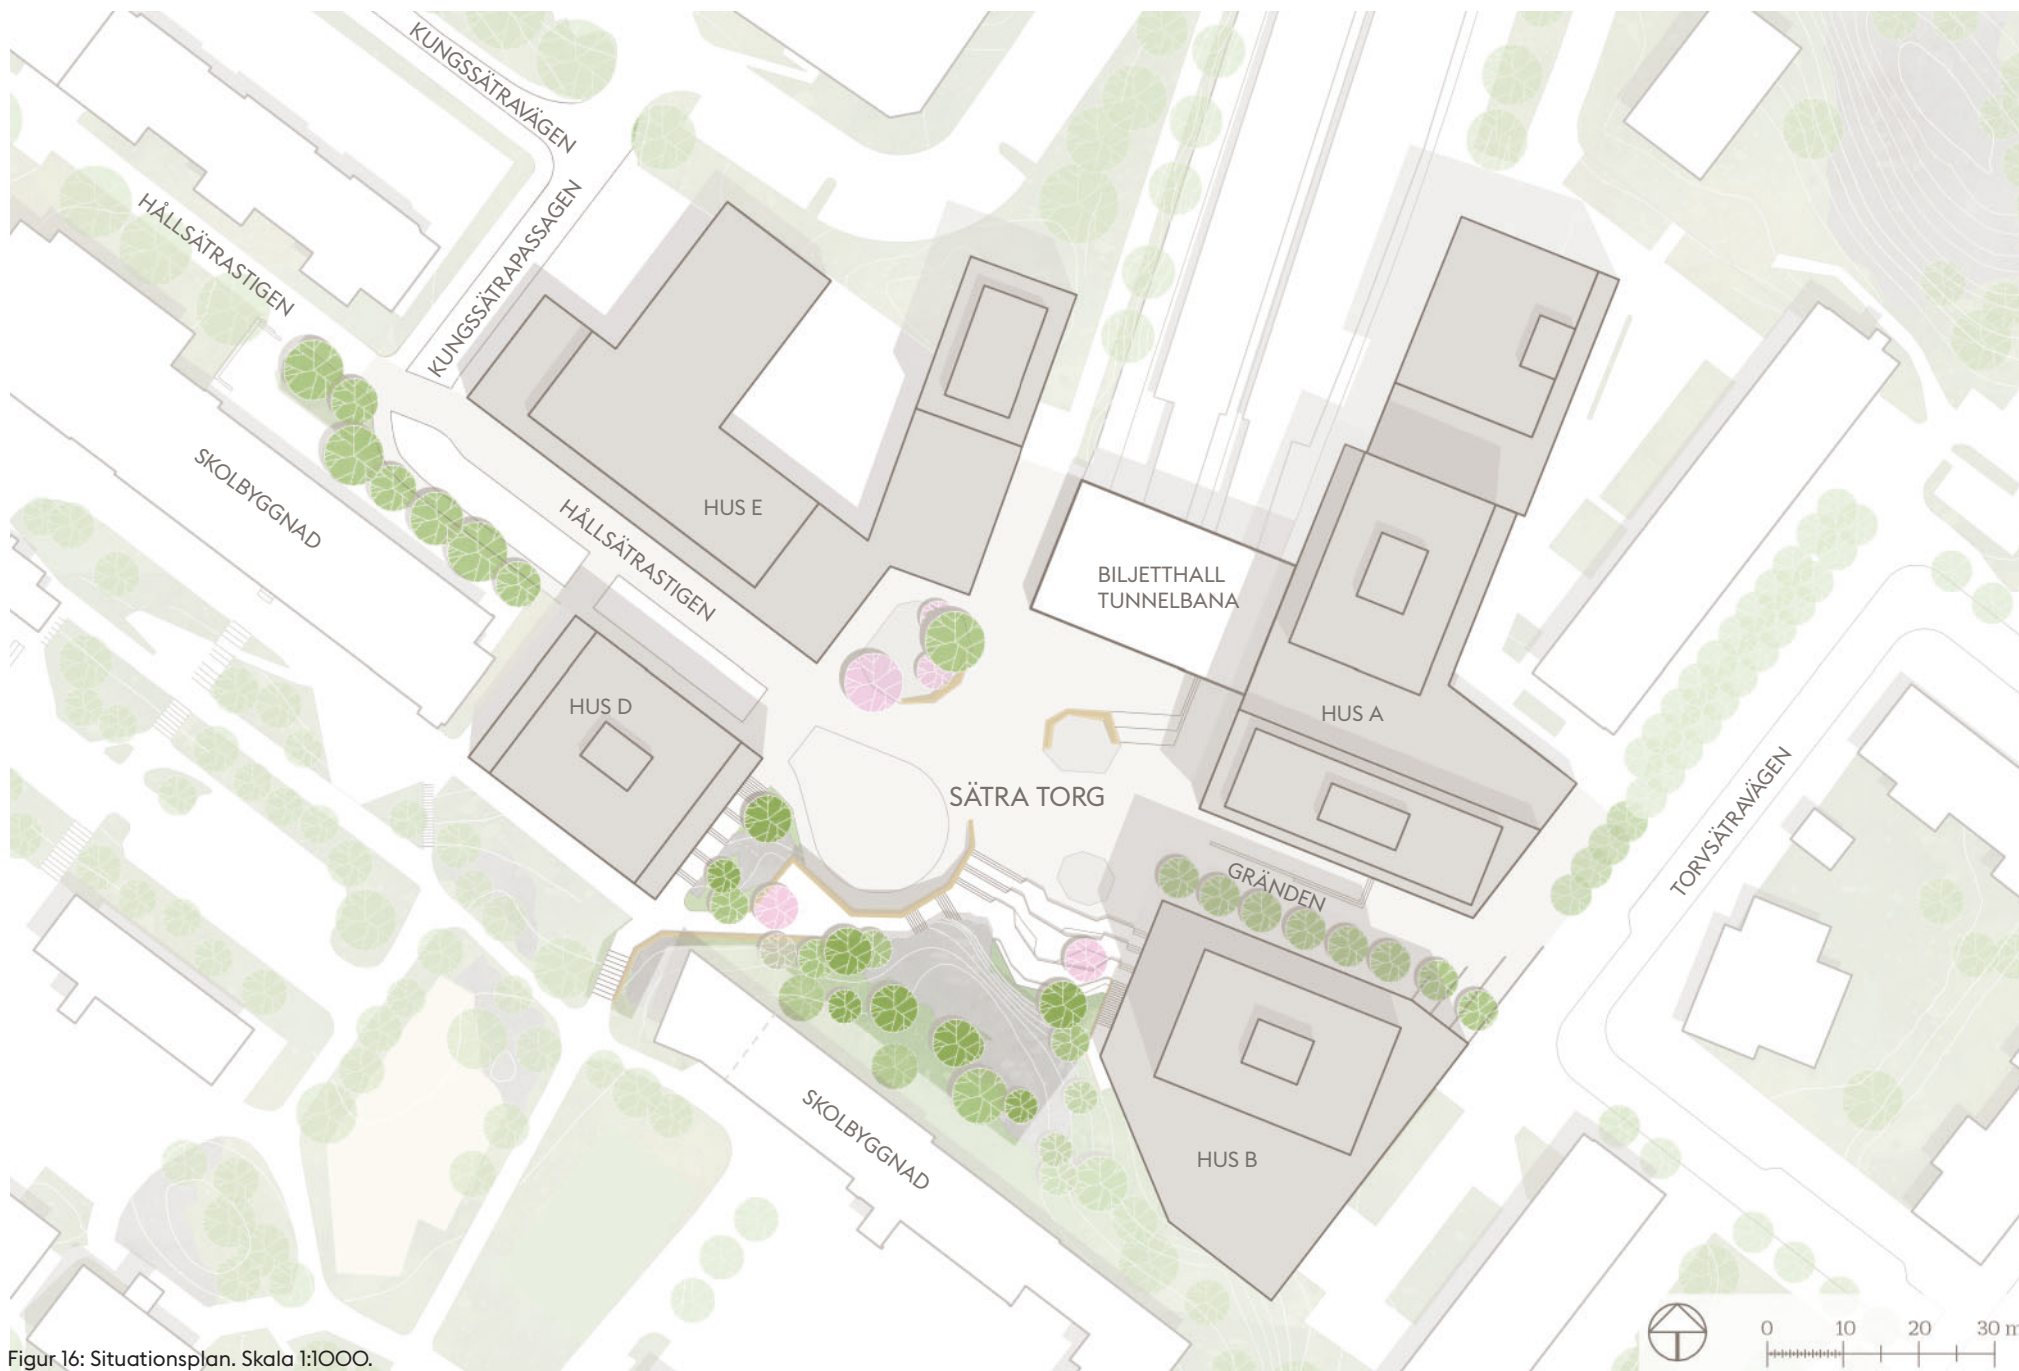 KUNGSSÄTRAVÄGEN
HÅLLSÄTRASTIGEN
KUNGSSÄTRAPASSAGEN
SKOLBYGGNAD
HUS E
HÅLLSÄTRASTIGEN
BILJETTHALL
TUNNELBANA
HUS D
HUS A
SÄTRA TORG
TORVSÄTRAVÄGEN
GRÄNDEN
SKOLBYGGNAD
HUS B
0 10 20 30 m
Figur 16: Situationsplan. Skala 1:1000.